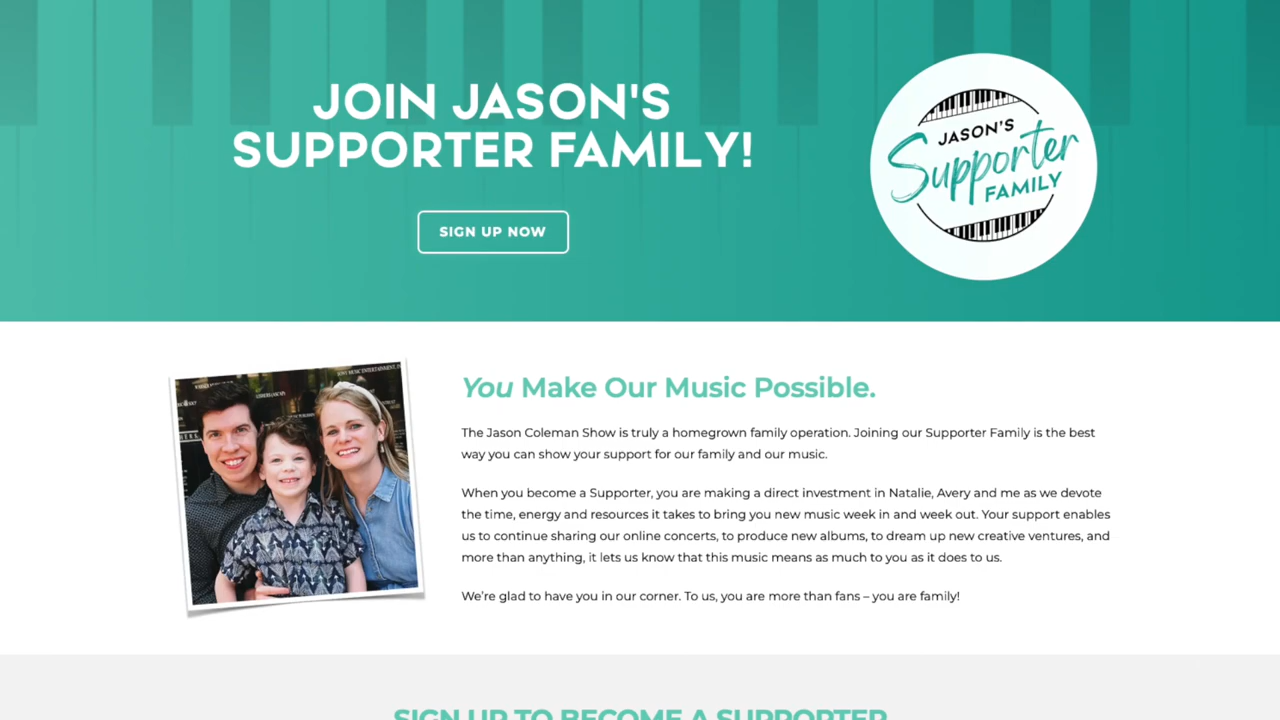 JOIN JASON'S
SUPPORTER FAMILY!
SIGN UP NOW
JASON'S
Supporter
FAMILY
You Make Our Music Possible.
The Jason Coleman Show is truly a homegrown family operation. Joining our Supporter Family is the best
way you can show your support for our family and our music.
When you become a Supporter, you are making a direct investment in Natalie, Avery and me as we devote
the time, energy and resources it takes to bring you new music week in and week out. Your support enables
us to continue sharing our online concerts, to produce new albums, to dream up new creative ventures, and
more than anything, it lets us know that this music means as much to you as it does to us.
We're glad to have you in our corner. To us, you are more than fans – you are family!
SIGN UP TO BECOME A SUPPORTER